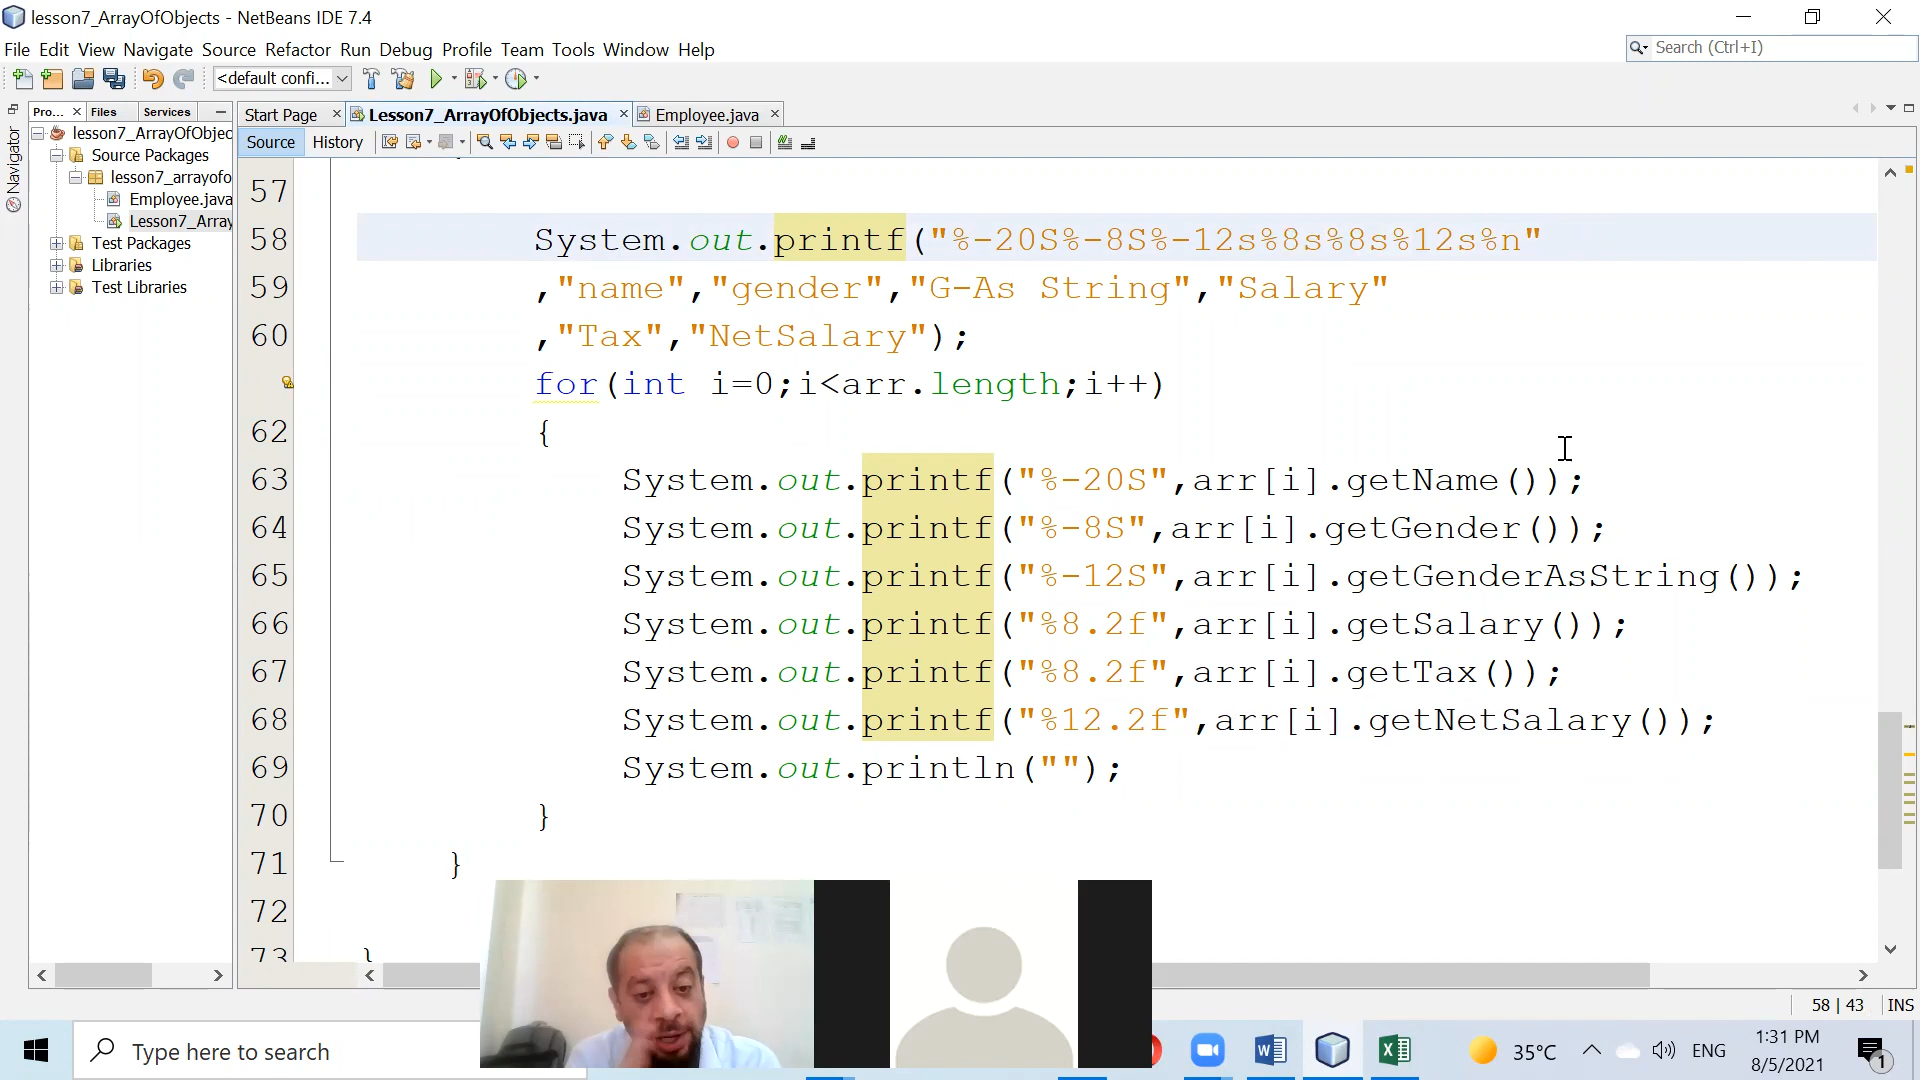 lesson7_ArrayOfObjects - NetBeans IDE 7.4
File Edit View Navigate Source Refactor Run Debug Profile Team Tools Window Help
Search (Ctrl+I)
<default confi...
Pro... Files Services
Start Page Lesson7_ArrayOfObjects.java Employee.java
Navigator
lesson7_ArrayOfObjec
Source History
Source Packages
lesson7_arrayofo
Employee.java
Lesson7_Array
Test Packages
Libraries
Test Libraries
57
58 System.out.printf("%-20S%-8S%-12s%8s%8s%12s%n"
59 ,"name","gender","G-As String","Salary"
60 ,"Tax","NetSalary");
for(int i=0;i<arr.length;i++)
62 {
63 System.out.printf("%-20S",arr[i].getName());
64 System.out.printf("%-8S",arr[i].getGender());
65 System.out.printf("%-12S",arr[i].getGenderAsString());
66 System.out.printf("%8.2f",arr[i].getSalary());
67 System.out.printf("%8.2f",arr[i].getTax());
68 System.out.printf("%12.2f",arr[i].getNetSalary());
69 System.out.println("");
70 }
71 }
72
73 }
58 | 43 INS
Type here to search
35°C
ENG
1:31 PM
8/5/2021
1